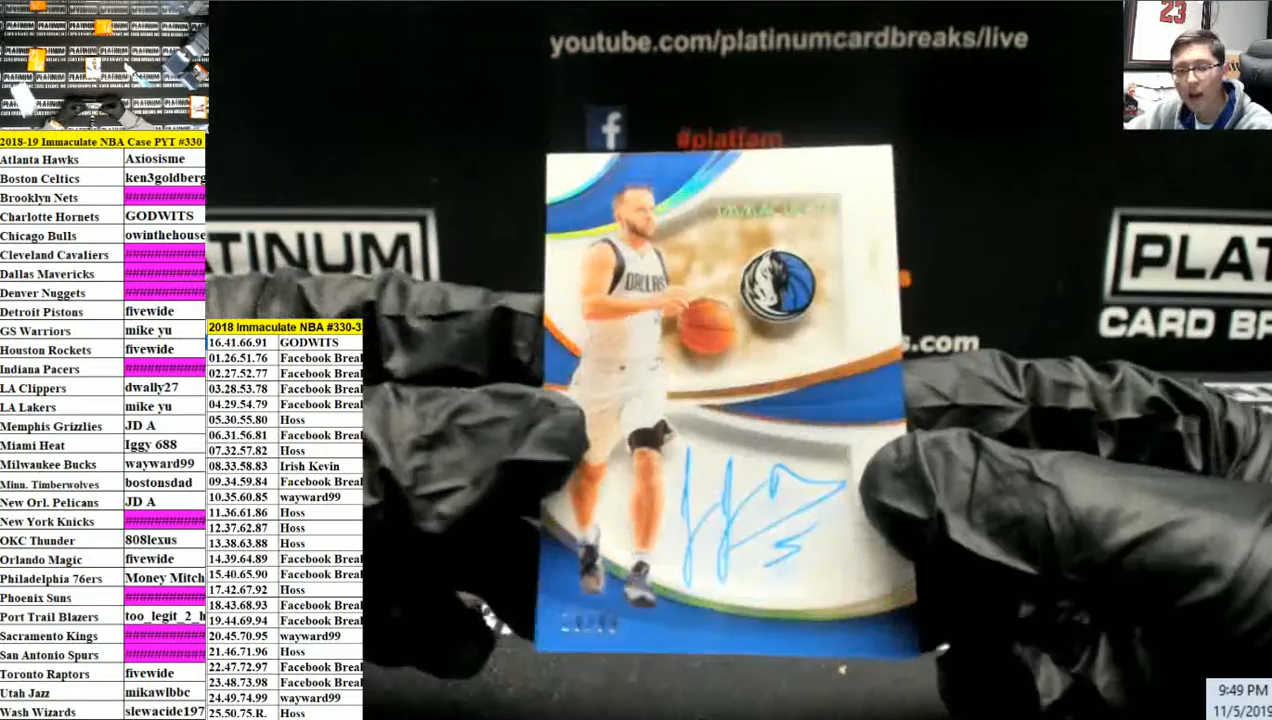 youtube.com/platinumcardbreaks/live
#platfam
23
2018-19 Immaculate NBA Case PYT #330
Atlanta Hawks Axiosisme
Boston Celtics ken3goldberg
Brooklyn Nets ############
Charlotte Hornets GODWITS
Chicago Bulls owinthehouse
Cleveland Cavaliers ############
Dallas Mavericks ############
Denver Nuggets ############
Detroit Pistons fivewide
GS Warriors mike yu
Houston Rockets fivewide
Indiana Pacers ############
LA Clippers dwally27
LA Lakers mike yu
Memphis Grizzlies JD A
Miami Heat Iggy 688
Milwaukee Bucks wayward99
Minn. Timberwolves bostonsdad
New Orl. Pelicans JD A
New York Knicks ############
OKC Thunder 808lexus
Orlando Magic fivewide
Philadelphia 76ers Money Mitch
Phoenix Suns ############
Port Trail Blazers too_legit_2_h
Sacramento Kings ############
San Antonio Spurs ############
Toronto Raptors fivewide
Utah Jazz mikawlbbc
Wash Wizards slewacide197
2018 Immaculate NBA #330-3
16.41.66.91 GODWITS
01.26.51.76 Facebook Break
02.27.52.77 Facebook Break
03.28.53.78 Facebook Break
04.29.54.79 Facebook Break
05.30.55.80 Hoss
06.31.56.81 Facebook Break
07.32.57.82 Hoss
08.33.58.83 Irish Kevin
09.34.59.84 Facebook Break
10.35.60.85 wayward99
11.36.61.86 Hoss
12.37.62.87 Hoss
13.38.63.88 Hoss
14.39.64.89 Facebook Break
15.40.65.90 Facebook Break
17.42.67.92 Hoss
18.43.68.93 Facebook Break
19.44.69.94 Facebook Break
20.45.70.95 wayward99
21.46.71.96 Hoss
22.47.72.97 Facebook Break
23.48.73.98 Facebook Break
24.49.74.99 wayward99
25.50.75.R. Hoss
TINUM
IMMACULATE
DALLAS
PLAT
CARD BR
s.com
9:49 PM
11/5/2019